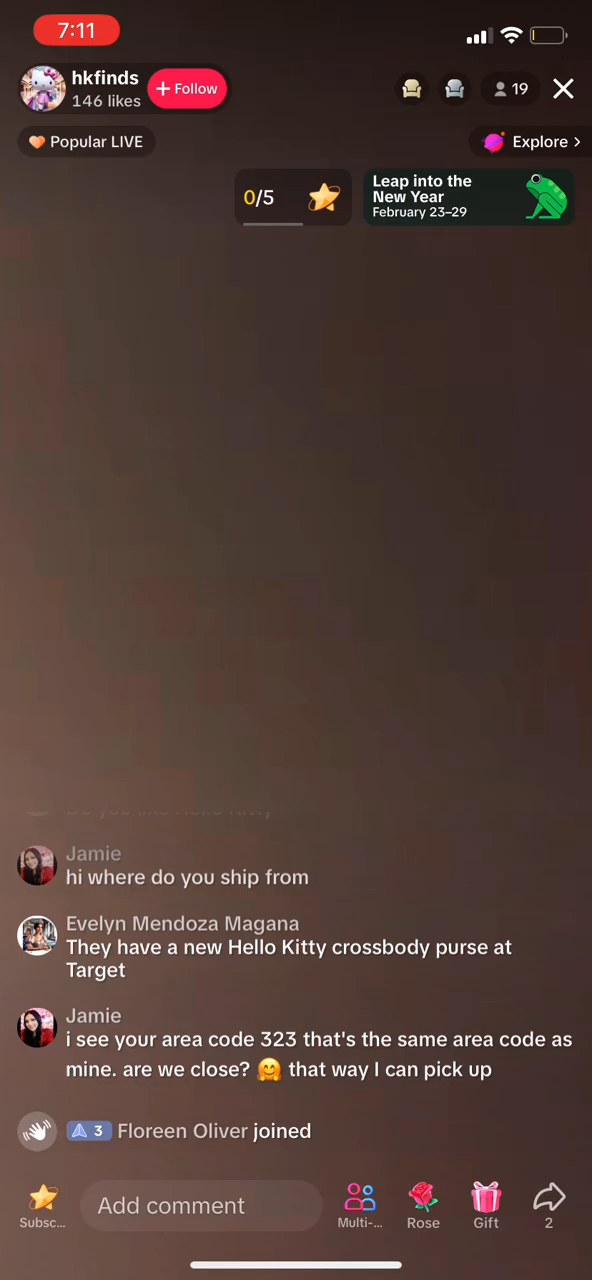 7:11
hkfinds
146 likes
+ Follow
19
Popular LIVE
Explore >
0/5
Leap into the
New Year
February 23–29
Jamie
hi where do you ship from
Evelyn Mendoza Magana
They have a new Hello Kitty crossbody purse at
Target
Jamie
i see your area code 323 that's the same area code as
mine. are we close? 🤗 that way I can pick up
3 Floreen Oliver joined
Add comment
Subsc...
Multi-...
Rose
Gift
2